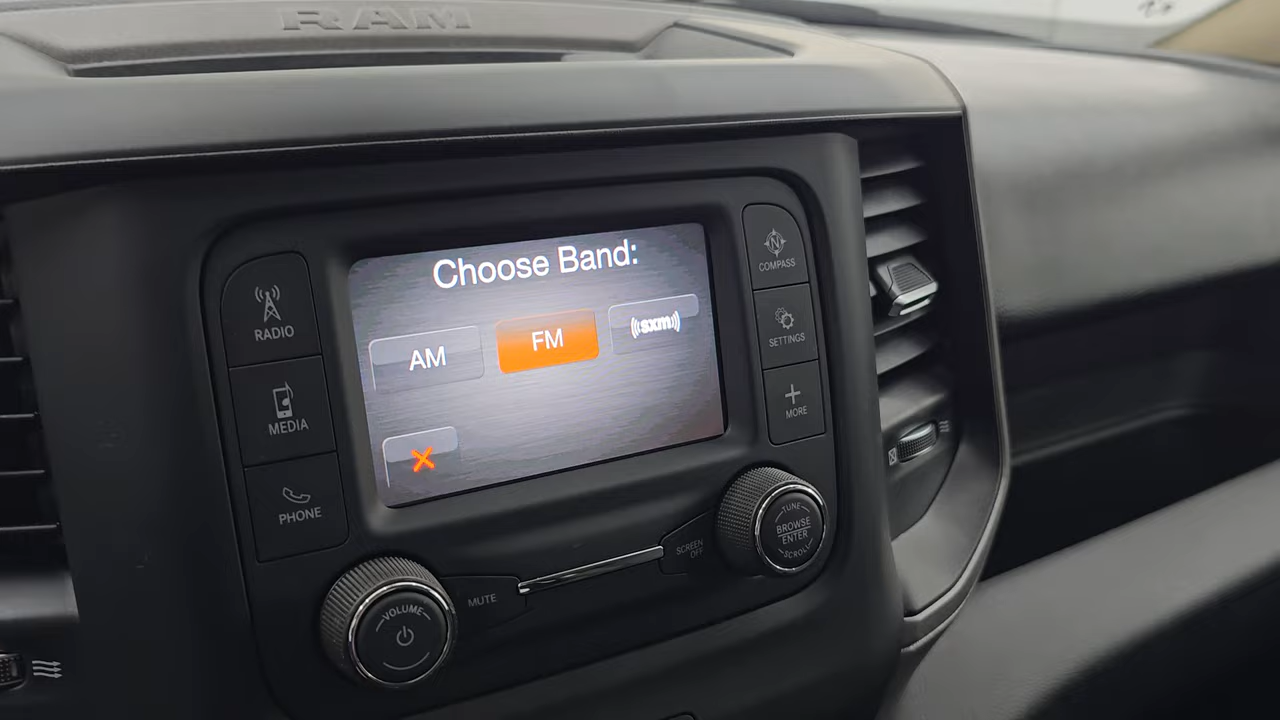 RAM
Choose Band:
AM
FM
((sxm))
RADIO
MEDIA
PHONE
N
COMPASS
SETTINGS
MORE
VOLUME
MUTE
SCREEN
OFF
TUNE
BROWSE
ENTER
SCROLL